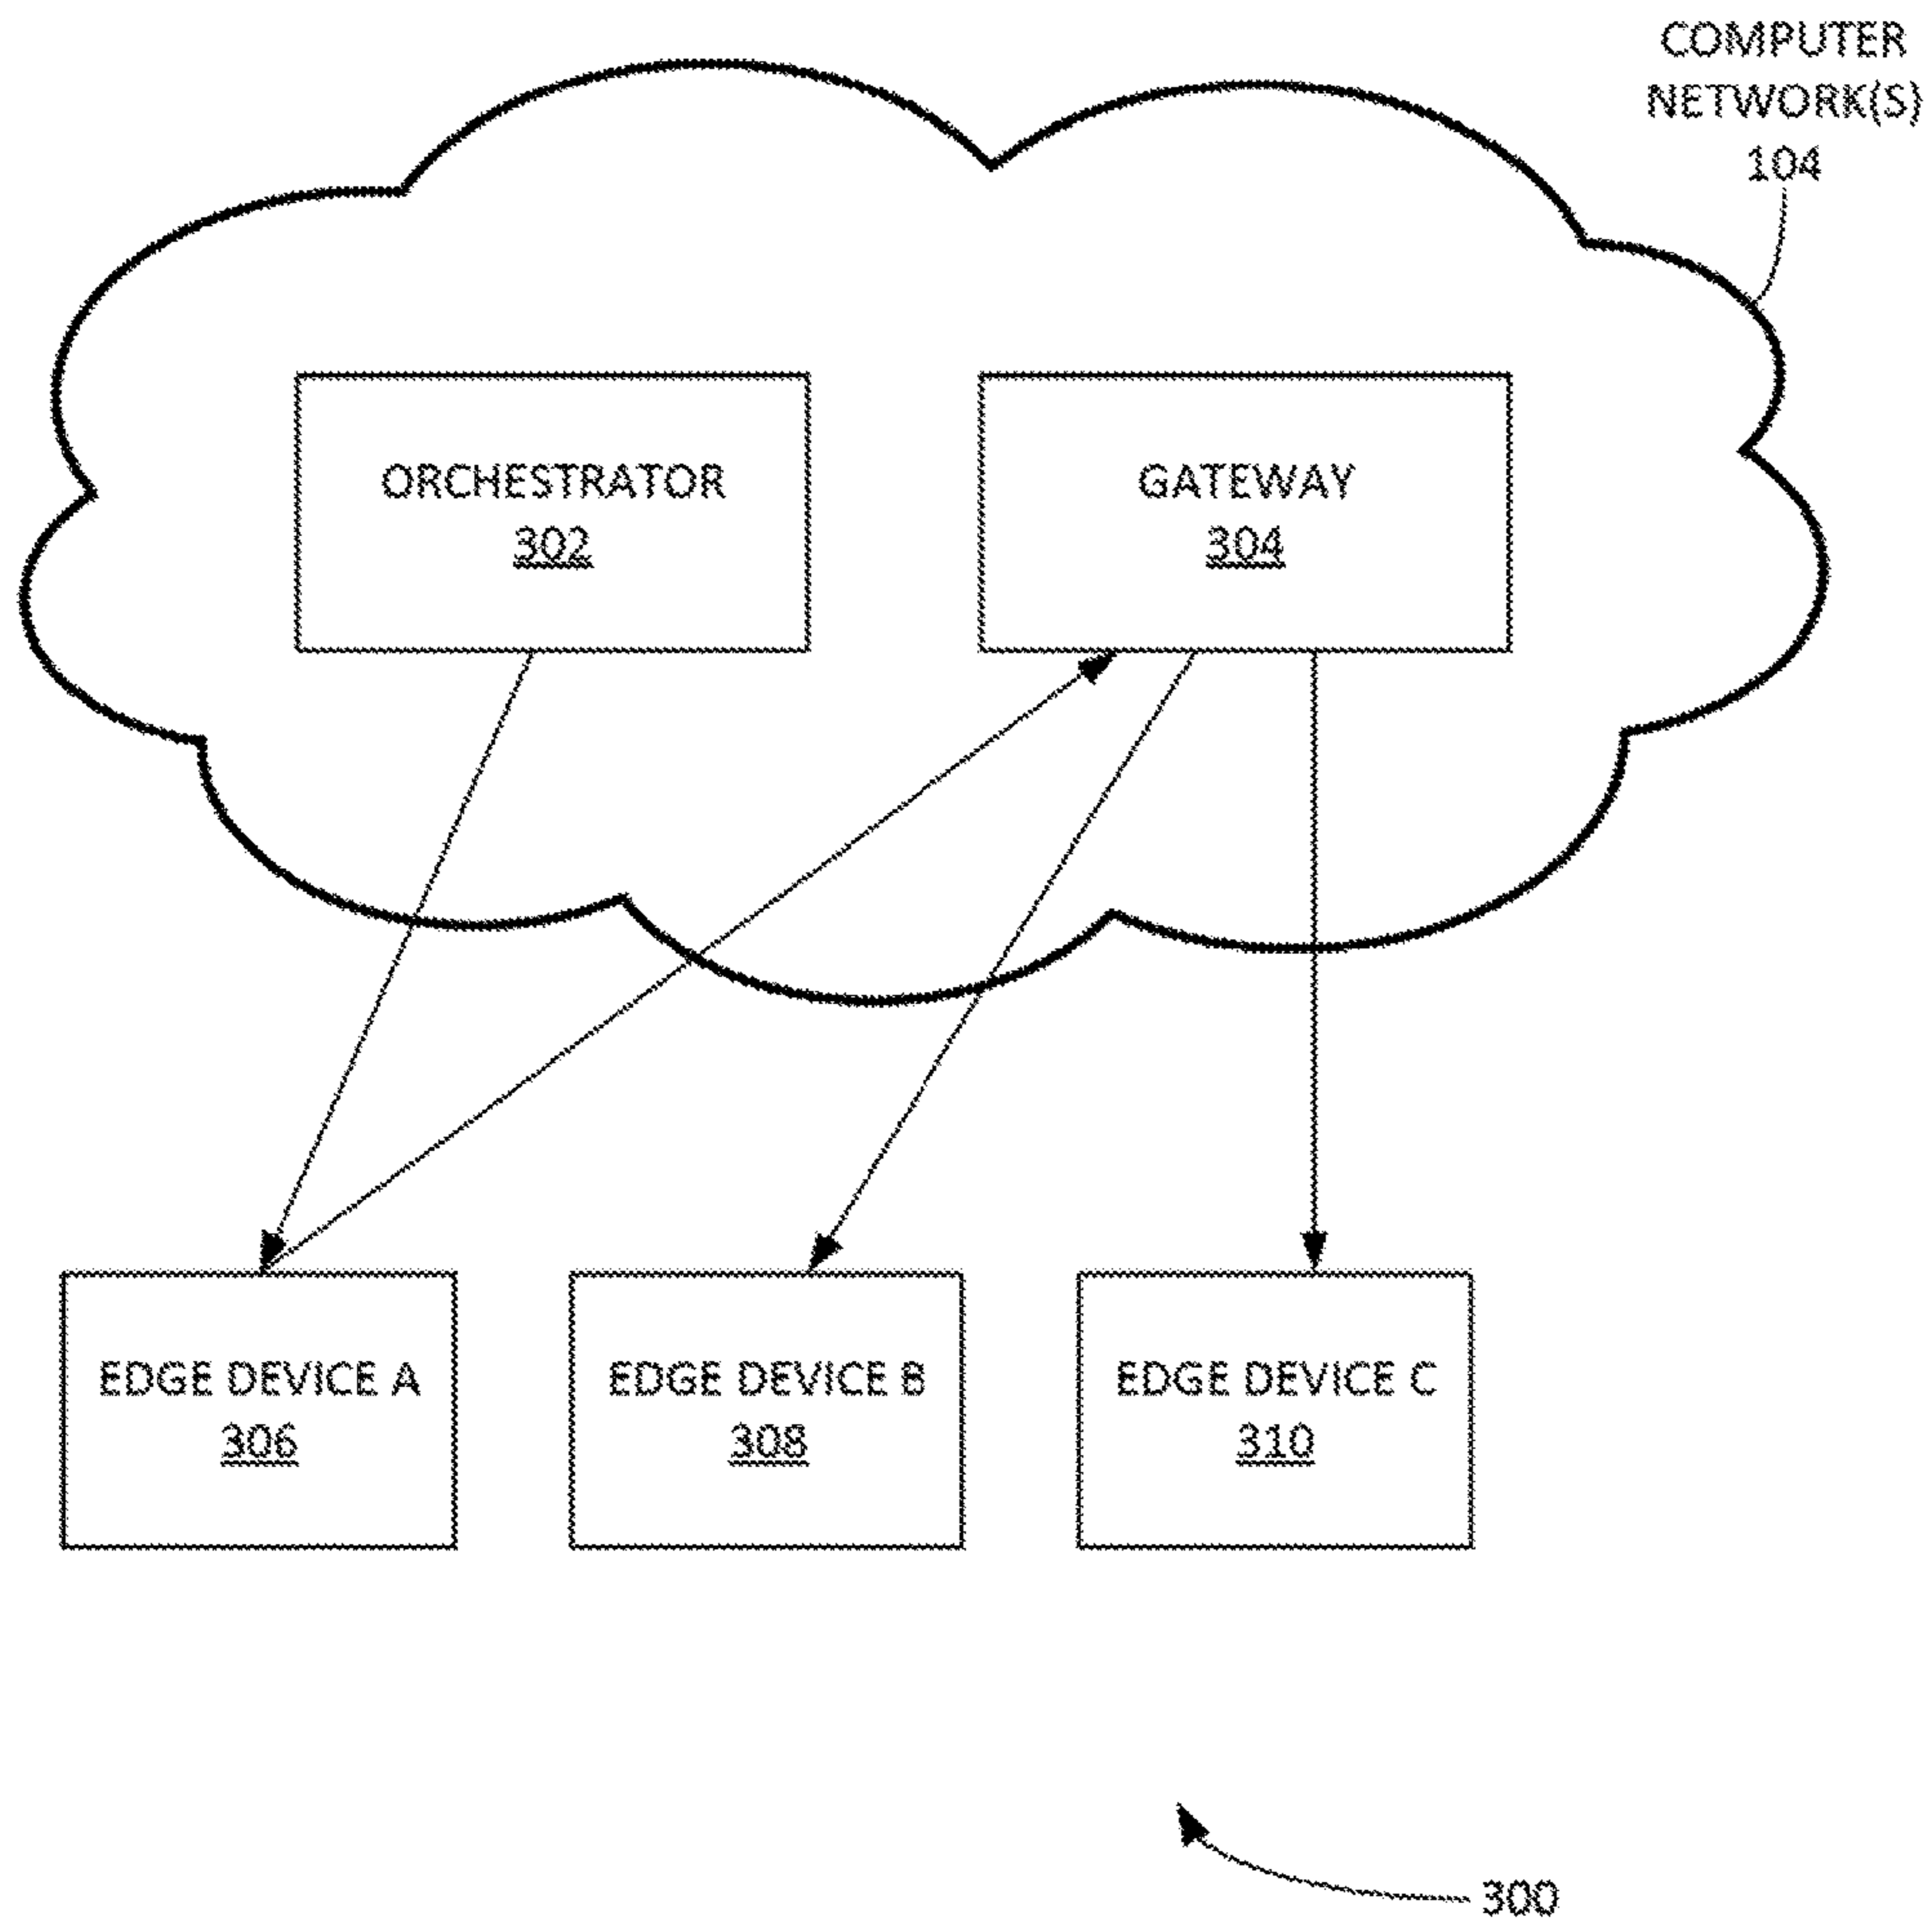 COMPUTER
NETWORK(S)
104
ORCHESTRATOR
302
GATEWAY
304
EDGE DEVICE A
306
EDGE DEVICE B
308
EDGE DEVICE C
310
300